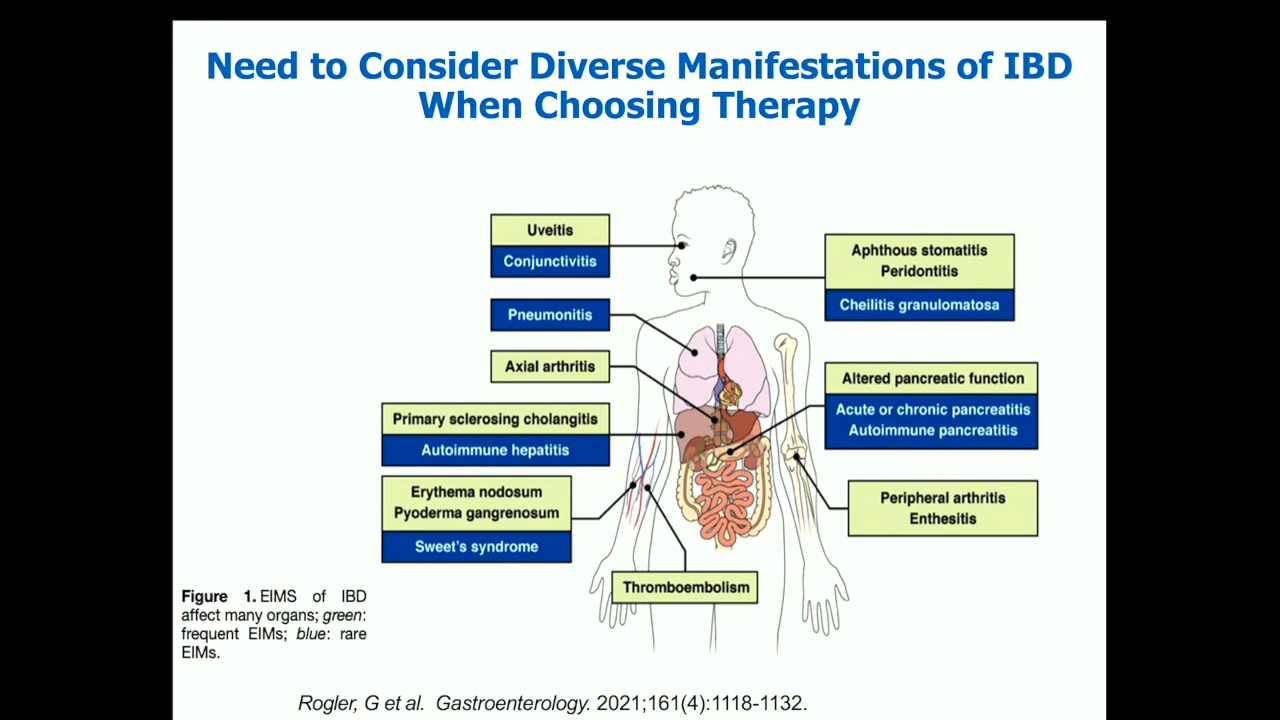 Need to Consider Diverse Manifestations of IBD
When Choosing Therapy
Uveitis
Conjunctivitis
Pneumonitis
Axial arthritis
Primary sclerosing cholangitis
Autoimmune hepatitis
Erythema nodosum
Pyoderma gangrenosum
Sweet's syndrome
Thromboembolism
Aphthous stomatitis
Peridontitis
Cheilitis granulomatosa
Altered pancreatic function
Acute or chronic pancreatitis
Autoimmune pancreatitis
Peripheral arthritis
Enthesitis
Figure 1. EIMS of IBD
affect many organs; green:
frequent EIMs; blue: rare
EIMs.
Rogler, G et al. Gastroenterology. 2021;161(4):1118-1132.